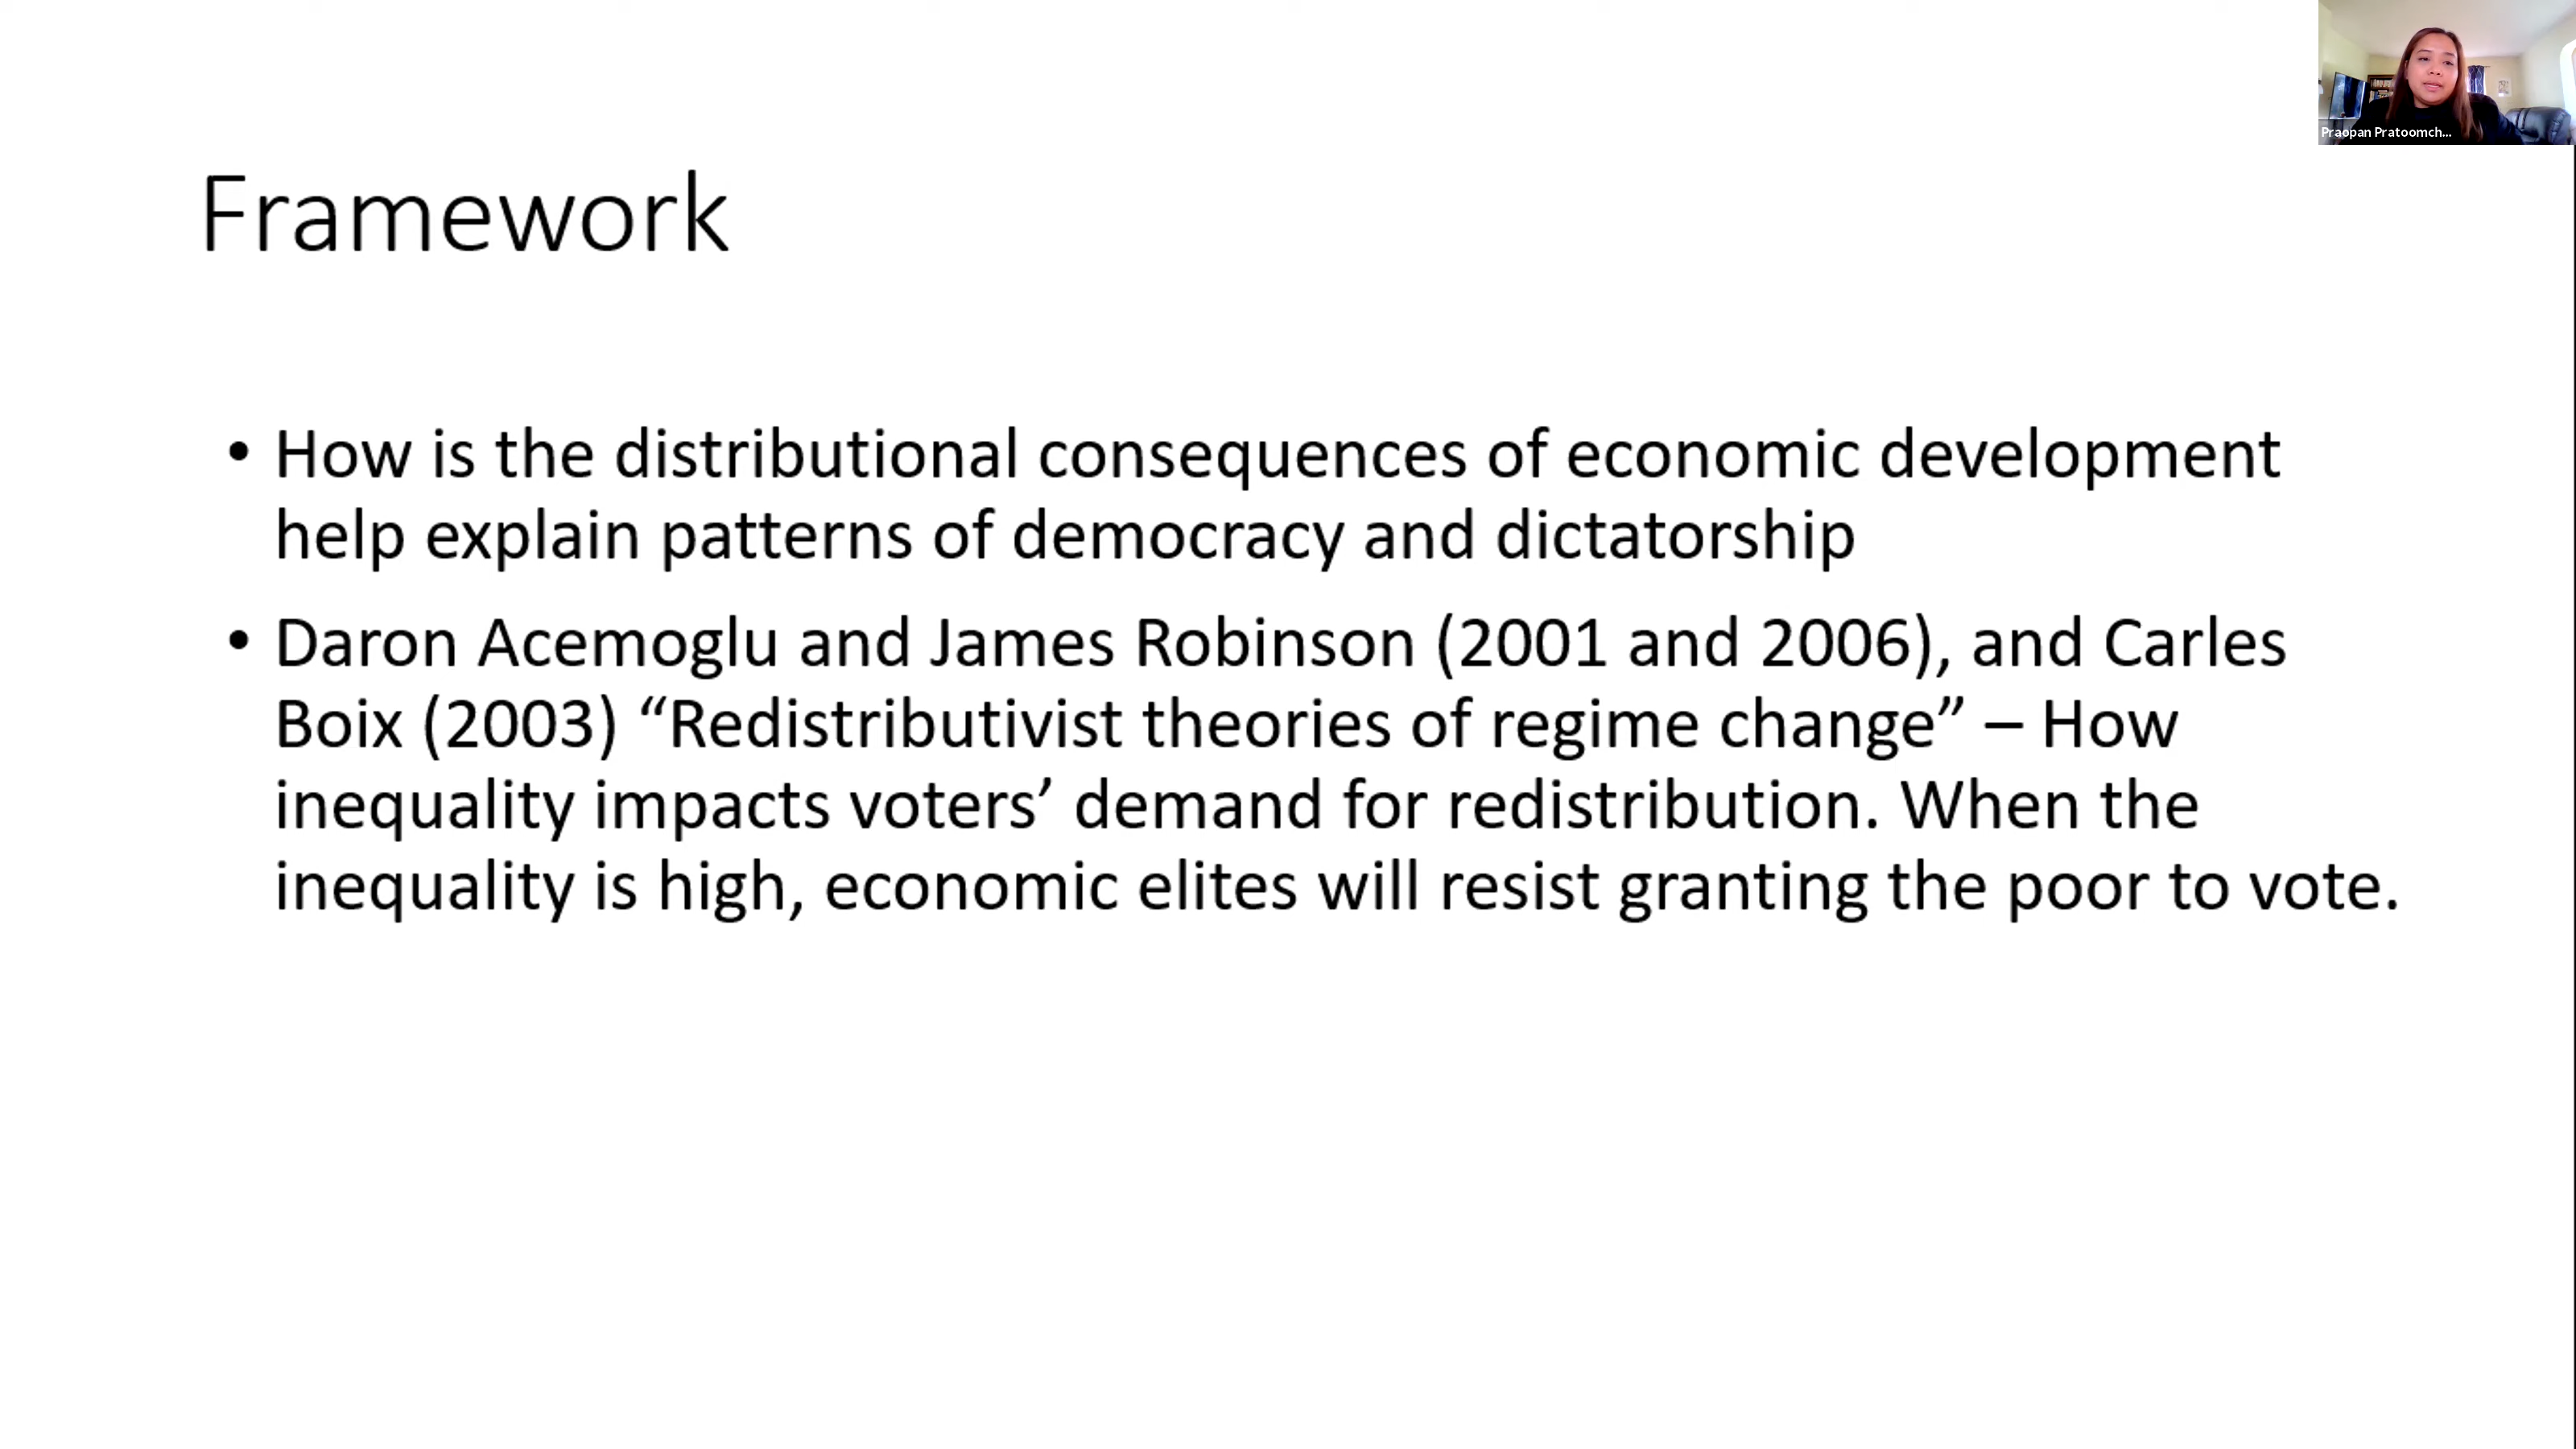 Praopan Pratoomch...
Framework
• How is the distributional consequences of economic development
help explain patterns of democracy and dictatorship
• Daron Acemoglu and James Robinson (2001 and 2006), and Carles
Boix (2003) “Redistributivist theories of regime change” – How
inequality impacts voters’ demand for redistribution. When the
inequality is high, economic elites will resist granting the poor to vote.